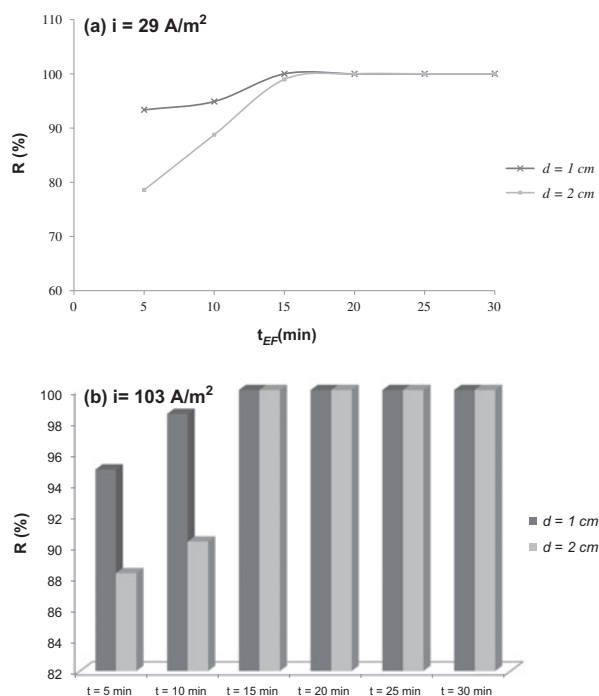 (a) i = 29 A/m²
100
90
80
70
60
R (%)
0 5 10 15 20 25 30
t_EF(min)
d = 1 cm
d = 2 cm
(b) i= 103 A/m²
100
98
96
94
92
90
88
86
84
82
R (%)
t = 5 min t = 10 min t = 15 min t = 20 min t = 25 min t = 30 min
d = 1 cm
d = 2 cm